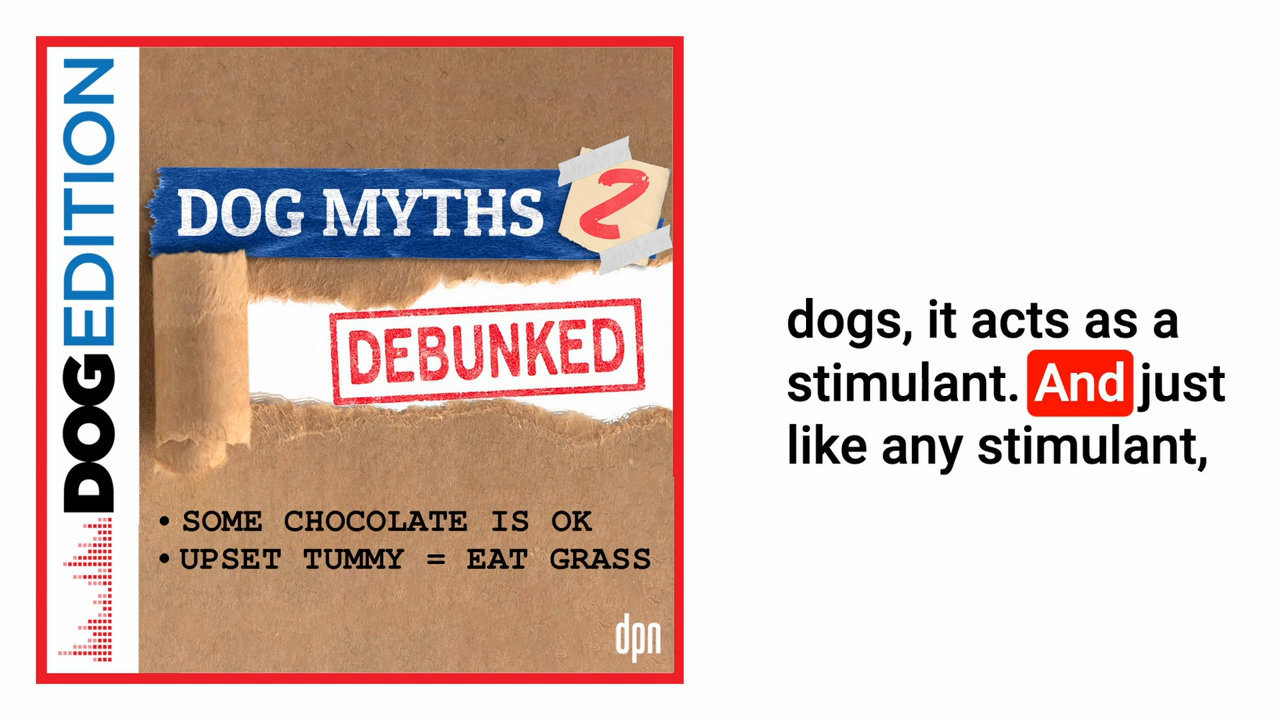 DOGEDITION
DOG MYTHS 2
DEBUNKED
• SOME CHOCOLATE IS OK
• UPSET TUMMY = EAT GRASS
dpn
dogs, it acts as a
stimulant. And just
like any stimulant,